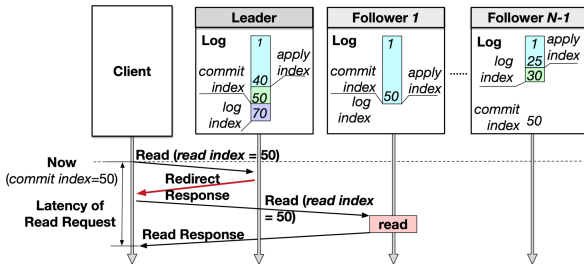 Client
Leader
Log
1
apply
index
commit
index
40
50
log
index
70
Follower 1
Log
1
commit
index
apply
index
50
log
index
......
Follower N-1
Log
1
apply
index
log
index
25
30
commit
index
50
Now
(commit index=50)
Latency of
Read Request
Read (read index = 50)
Redirect
Response
Read (read index
= 50)
read
Read Response